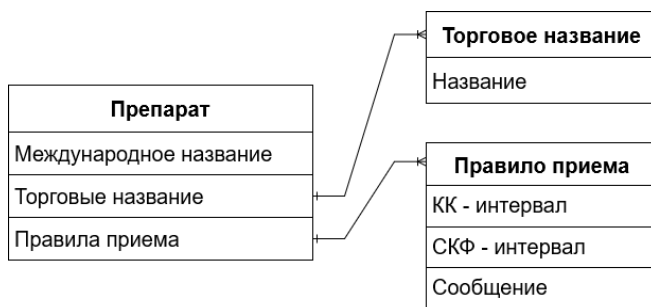 Препарат
Международное название
Торговые название
Правила приема
Торговое название
Название
Правило приема
КК - интервал
СКФ - интервал
Сообщение